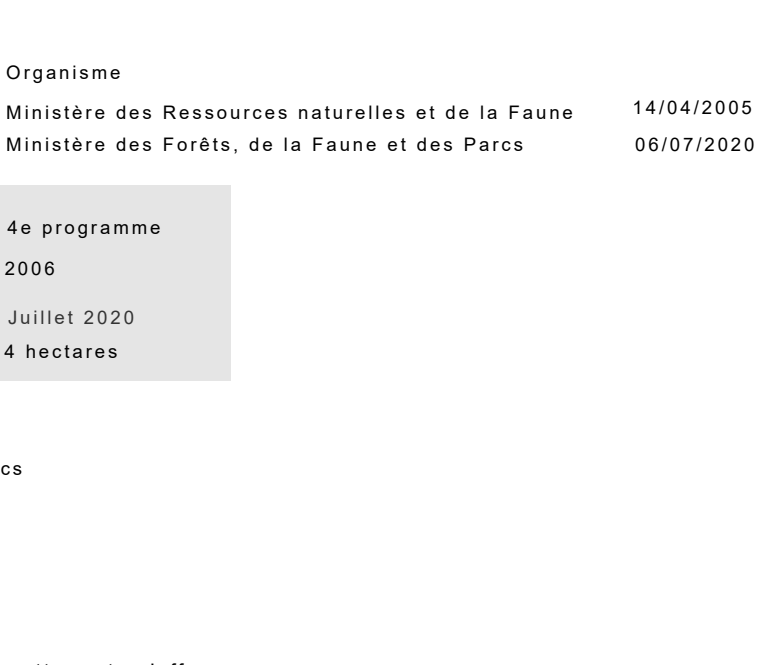 Organisme
Ministère des Ressources naturelles et de la Faune 14/04/2005
Ministère des Forêts, de la Faune et des Parcs 06/07/2020
4e programme
2006
Juillet 2020
4 hectares
cs